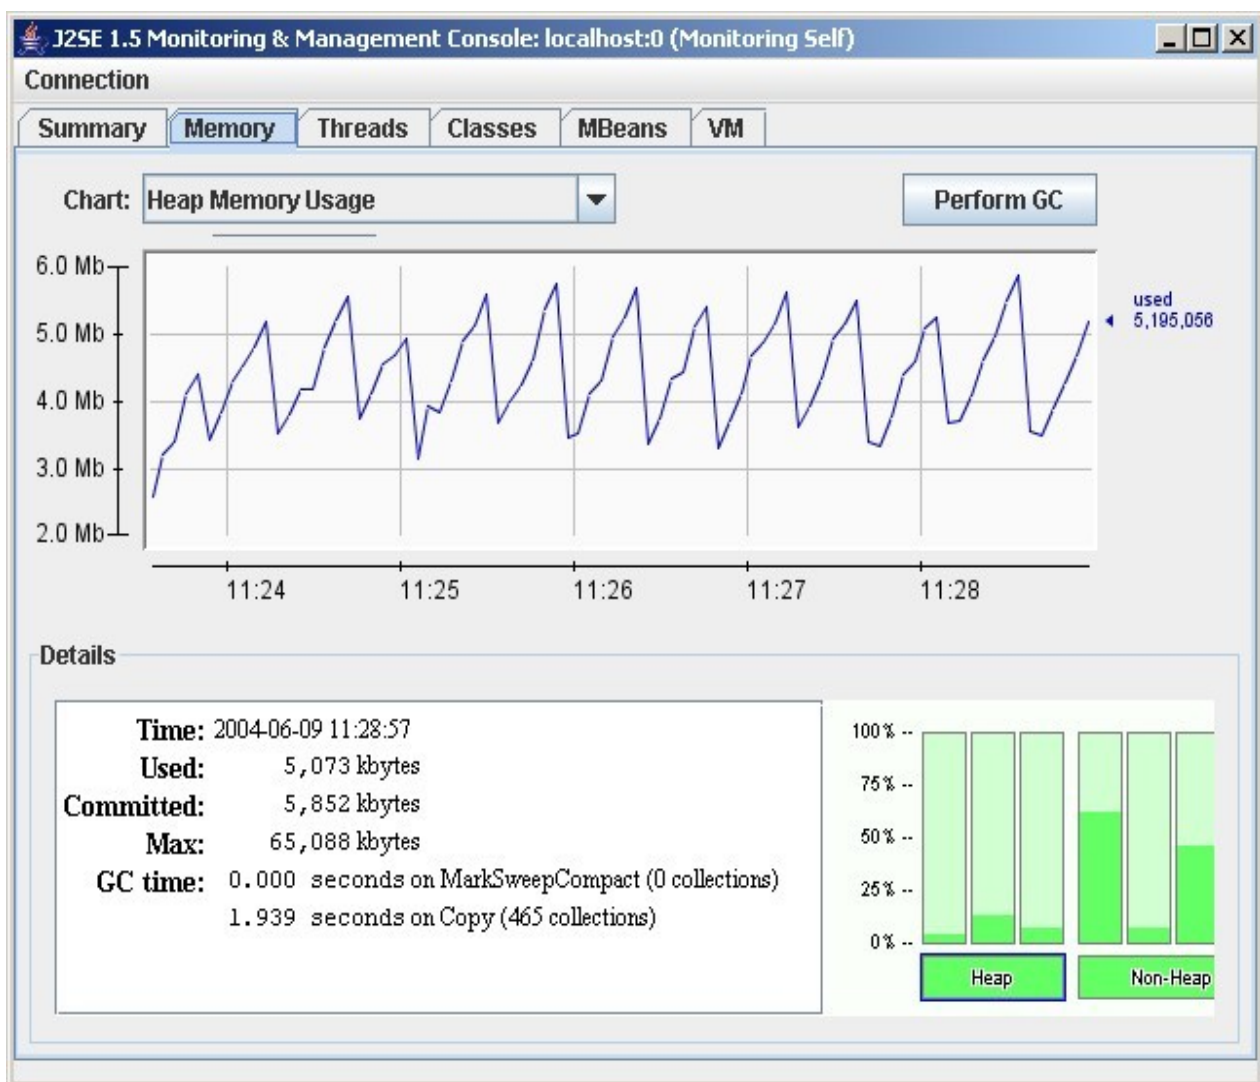 J2SE 1.5 Monitoring & Management Console: localhost:0 (Monitoring Self)
Connection
Summary Memory Threads Classes MBeans VM
Chart: Heap Memory Usage Perform GC
6.0 Mb
5.0 Mb
4.0 Mb
3.0 Mb
2.0 Mb
used
5,195,056
11:24 11:25 11:26 11:27 11:28
Details
Time: 2004-06-09 11:28:57
Used: 5,073 kbytes
Committed: 5,852 kbytes
Max: 65,088 kbytes
GC time: 0.000 seconds on MarkSweepCompact (0 collections)
1.939 seconds on Copy (465 collections)
100% --
75% --
50% --
25% --
0% --
Heap Non-Heap